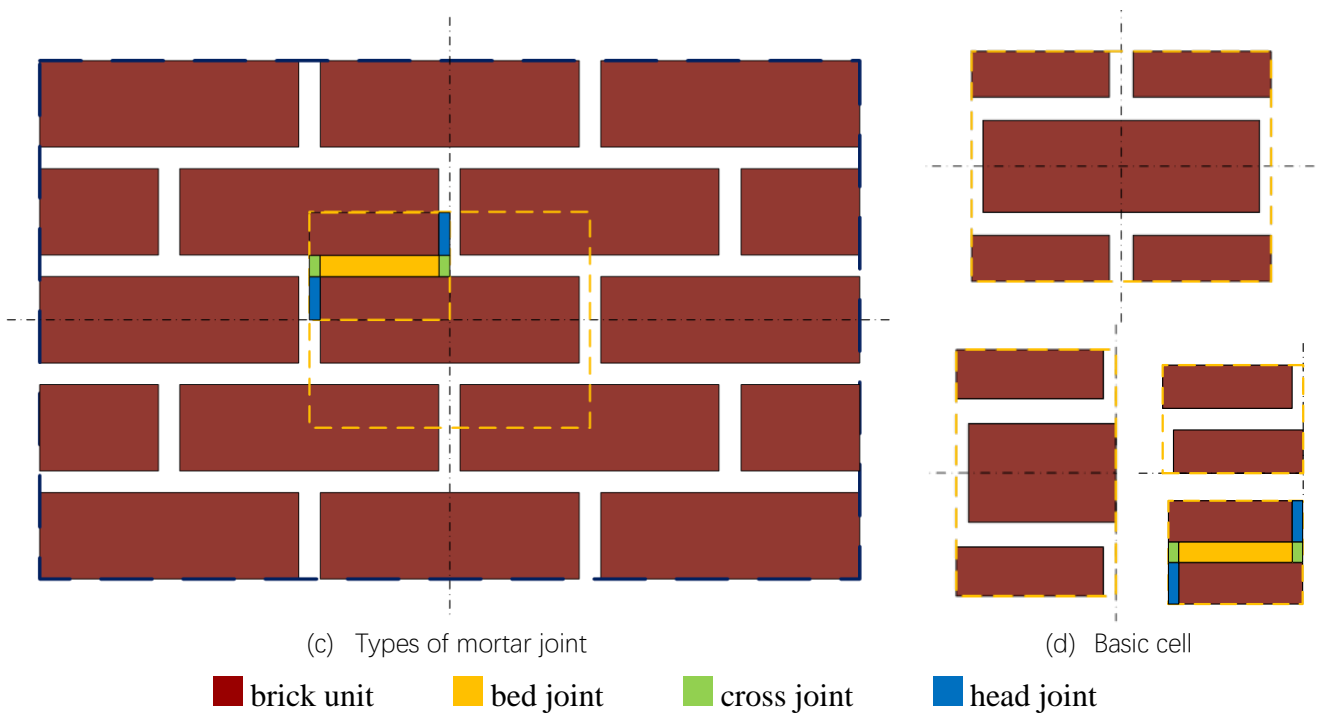 (c) Types of mortar joint
(d) Basic cell
brick unit
bed joint
cross joint
head joint